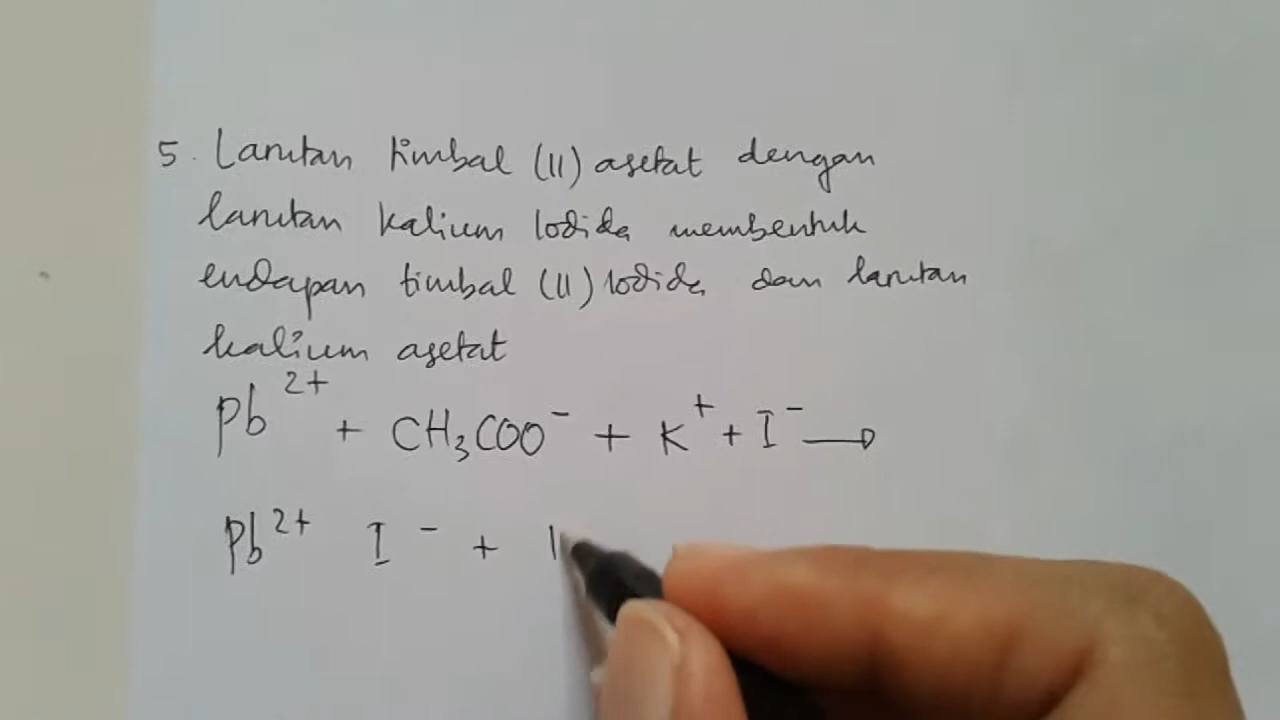 5. Larutan timbal (II) asetat dengan
larutan kalium Iodida membentuk
endapan timbal (II) Iodida dan larutan
kalium asetat
Pb²⁺ + CH₃COO⁻ + K⁺ + I⁻ →
Pb²⁺ I⁻ +